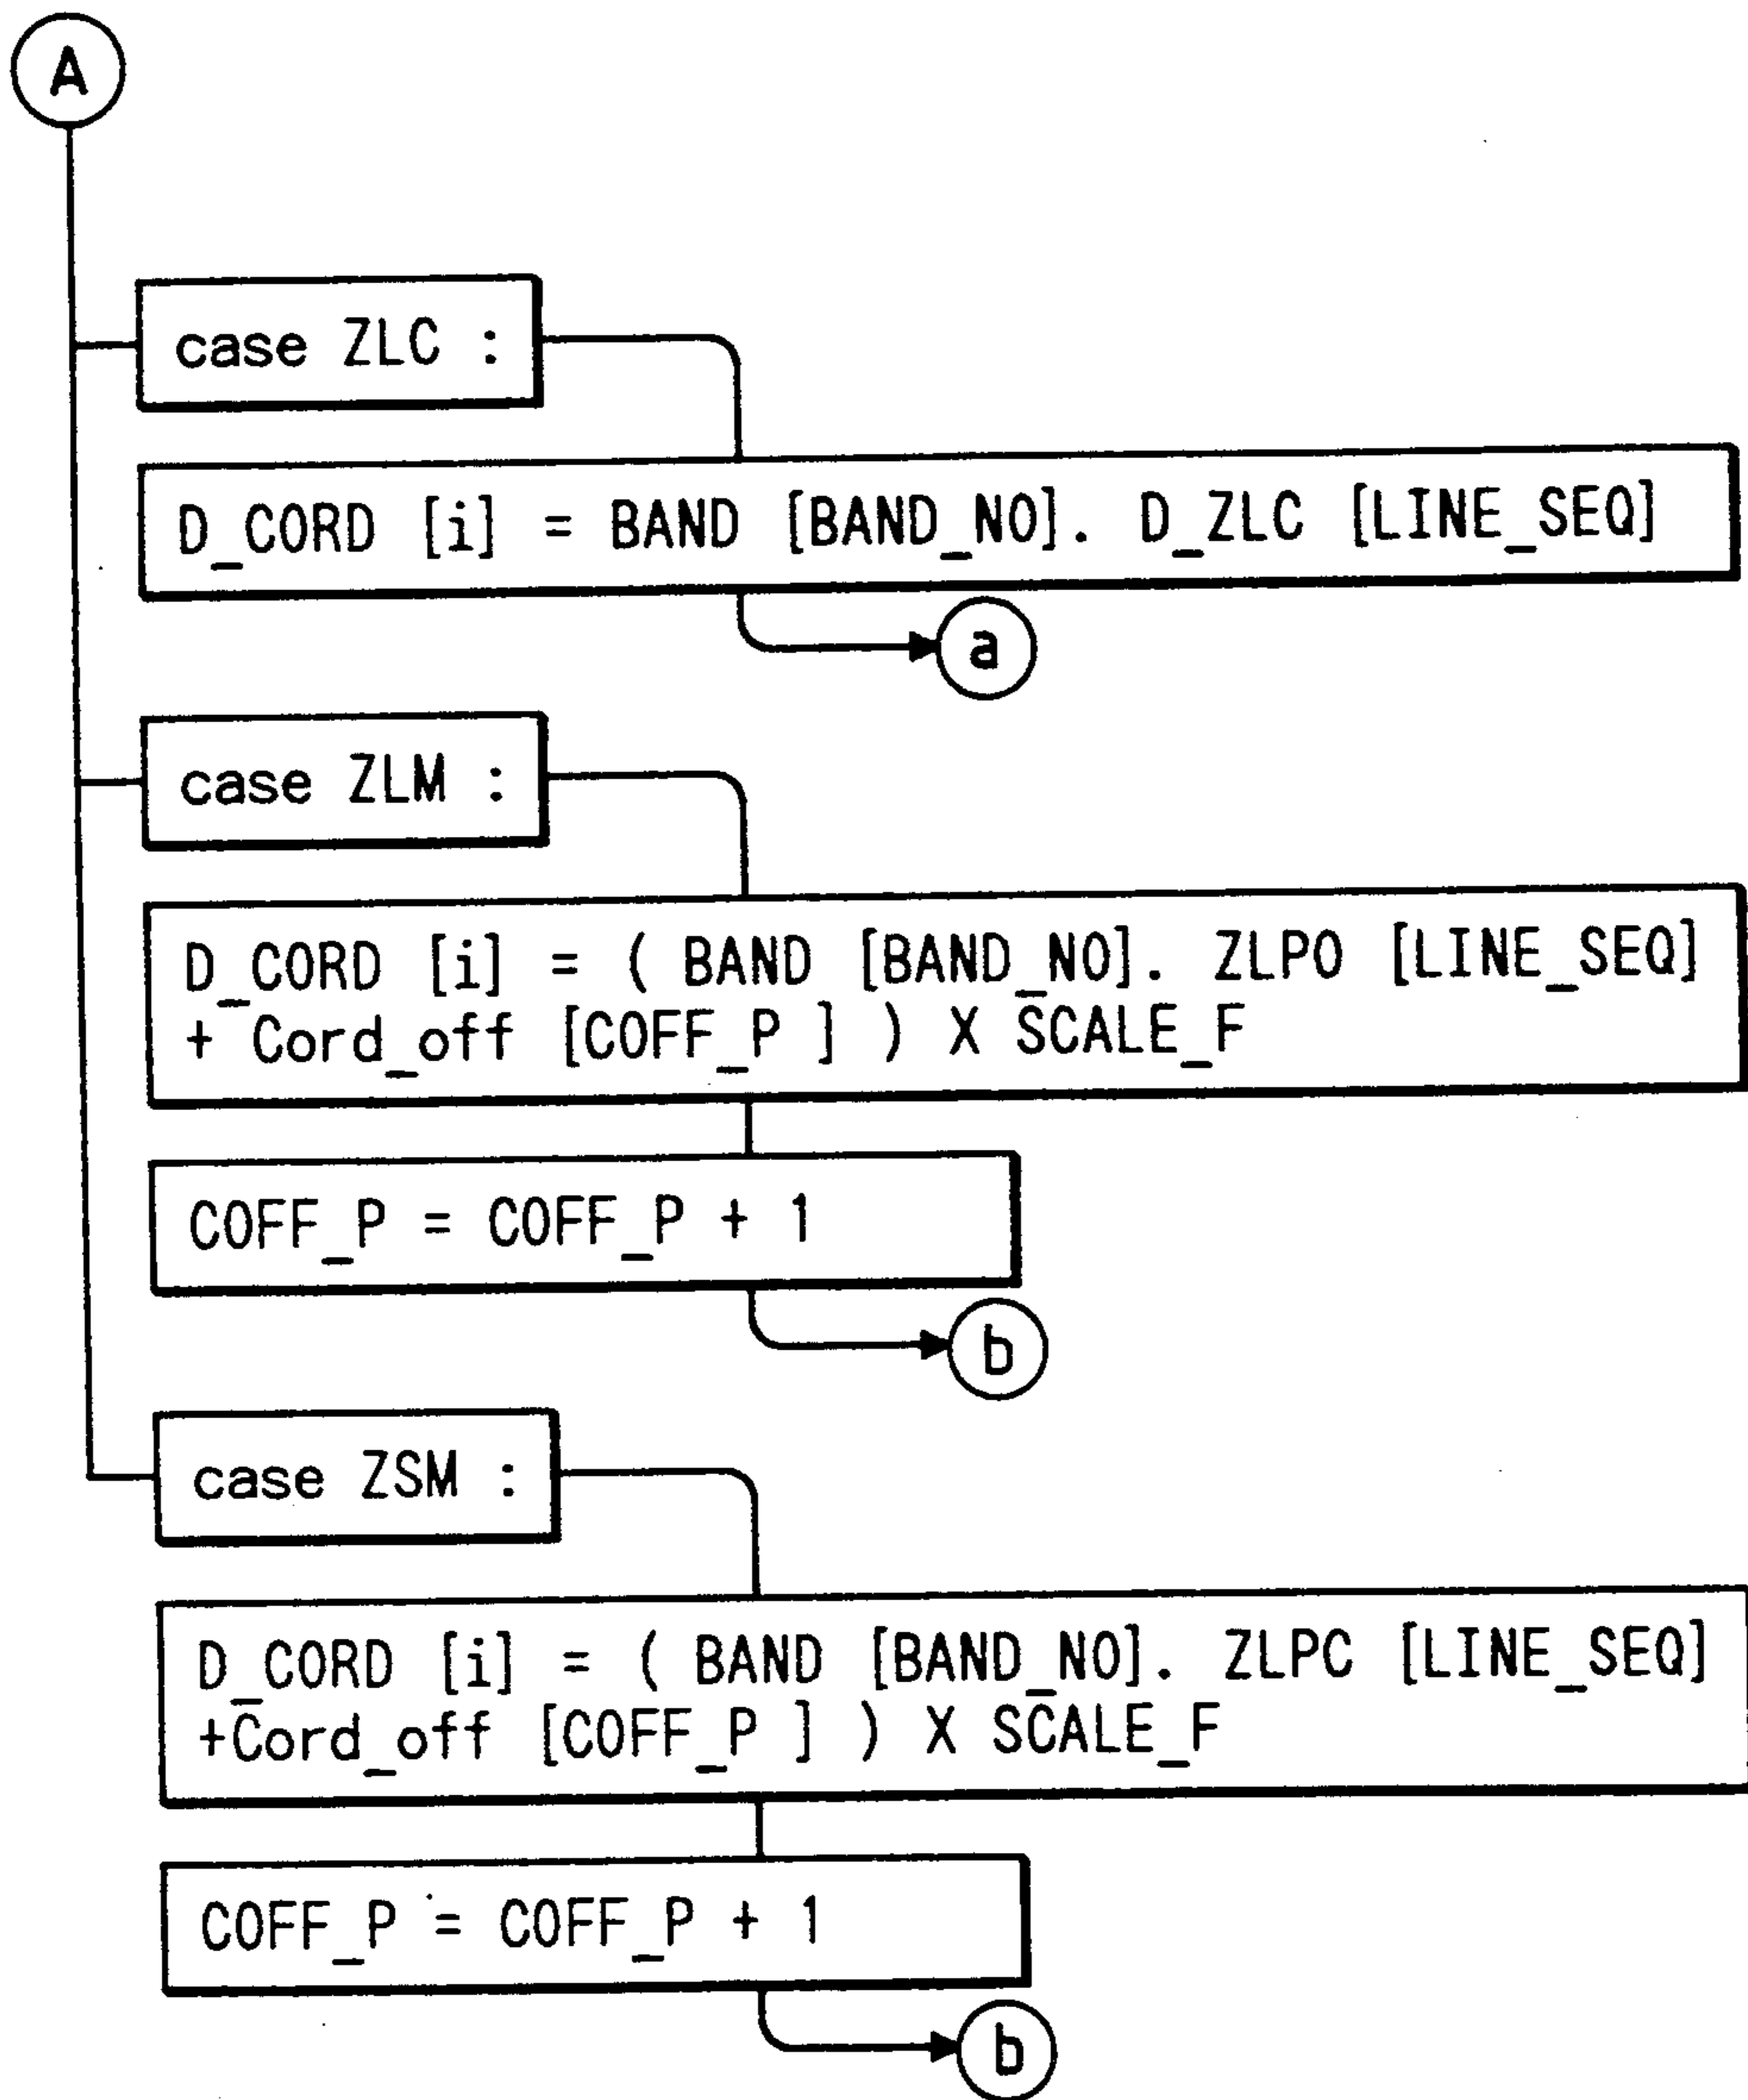 A
case ZLC :
D_CORD [i] = BAND [BAND_NO]. D_ZLC [LINE_SEQ]
a
case ZLM :
D_CORD [i] = ( BAND [BAND_NO]. ZLPO [LINE_SEQ]
+ Cord_off [COFF_P ] ) X SCALE_F
COFF_P = COFF_P + 1
b
case ZSM :
D_CORD [i] = ( BAND [BAND_NO]. ZLPC [LINE_SEQ]
+Cord_off [COFF_P ] ) X SCALE_F
COFF_P = COFF_P + 1
b